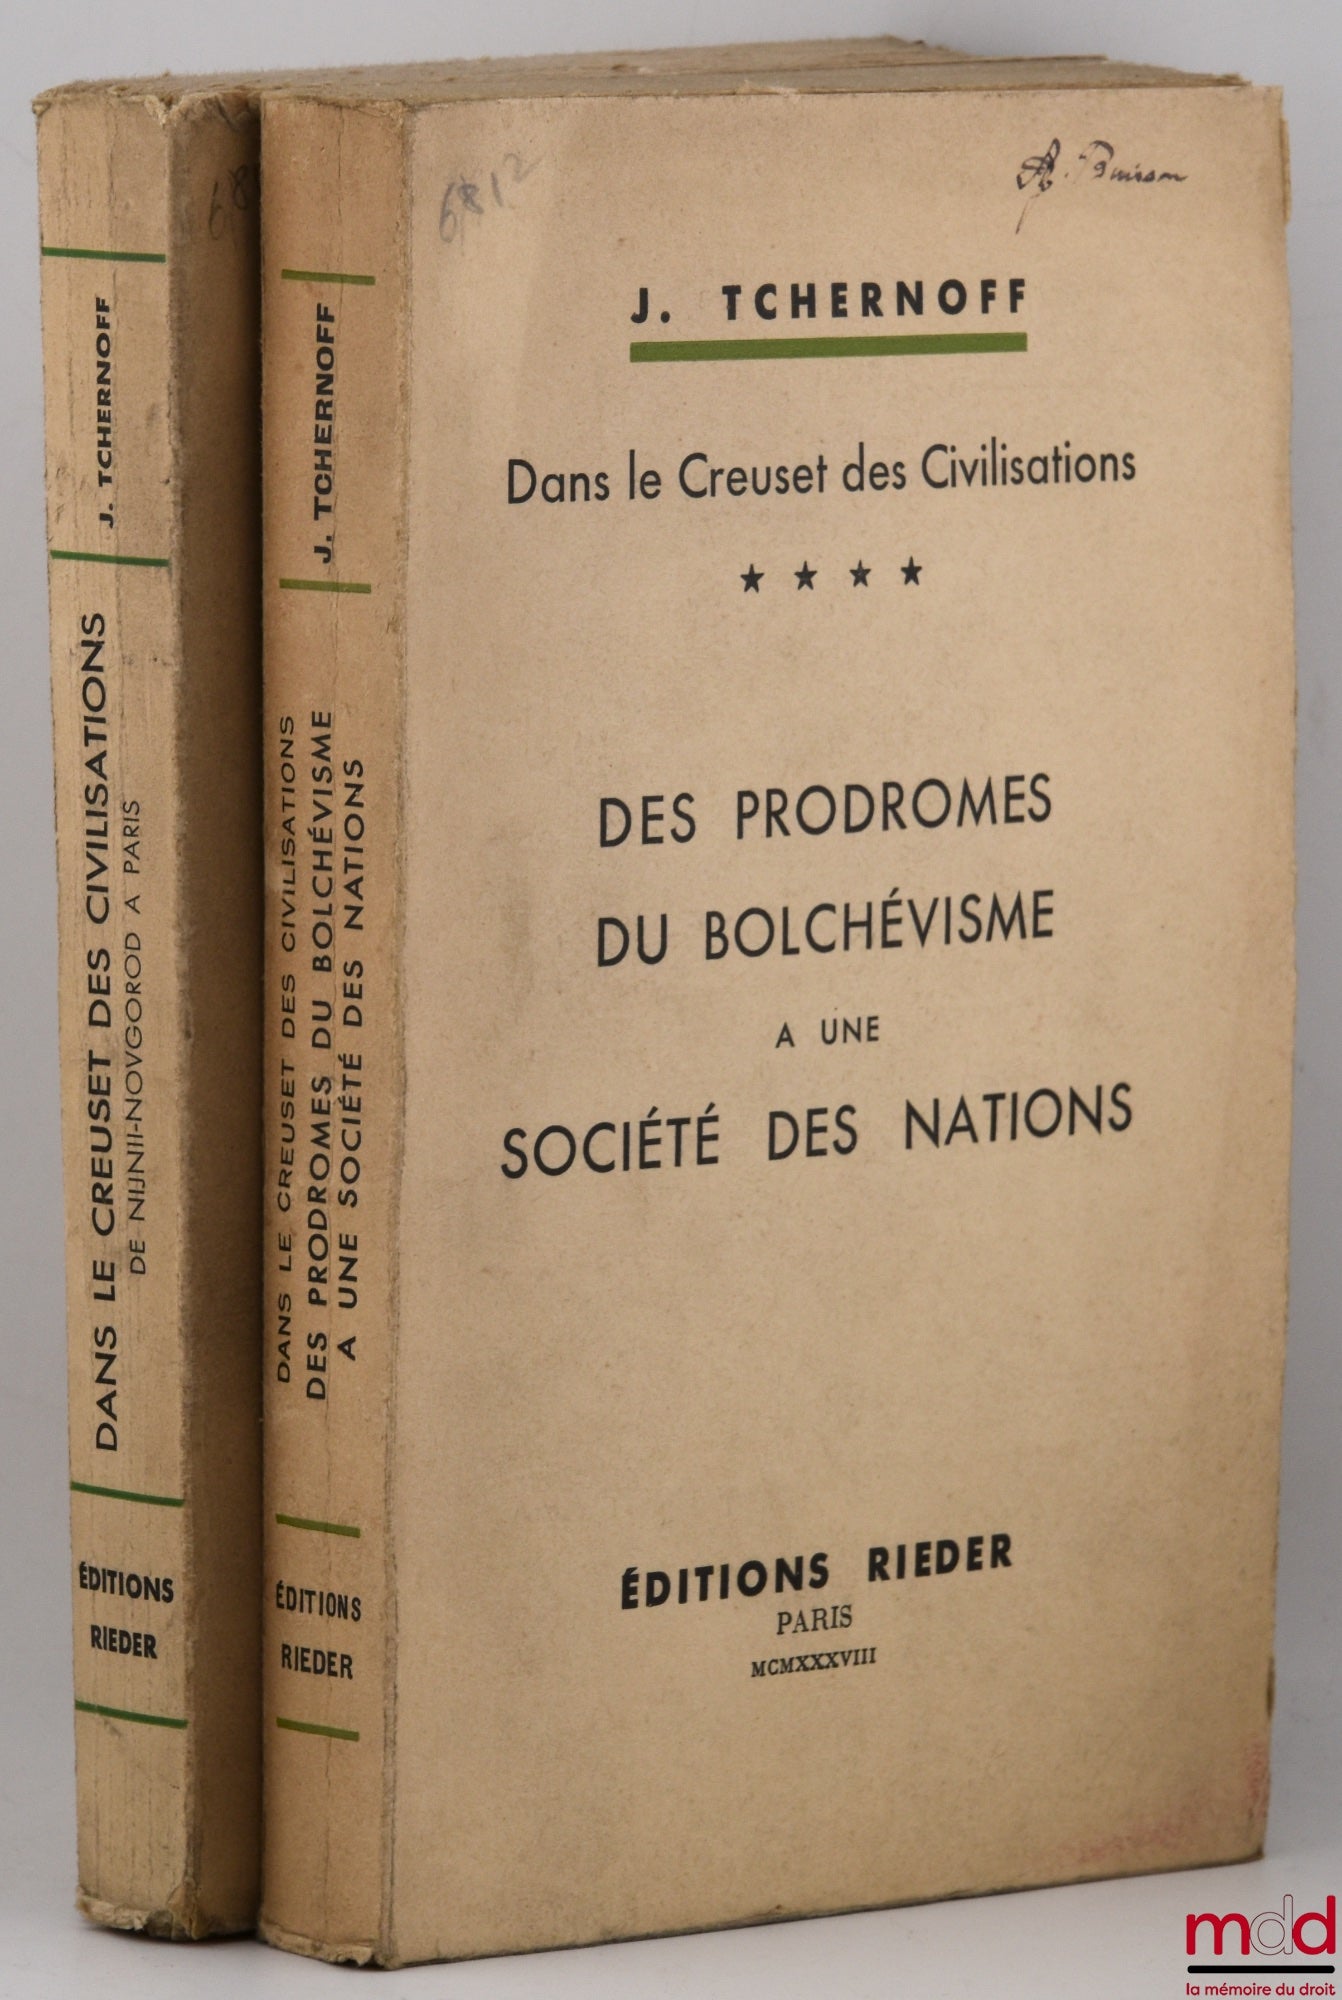 J. TCHERNOFF
DANS LE CREUSET DES CIVILISATIONS
DE NIJNII-NOVGOROD A PARIS
ÉDITIONS
RIEDER
J. TCHERNOFF
DANS LE CREUSET DES CIVILISATIONS
DES PRODROMES DU BOLCHÉVISME
A UNE SOCIÉTÉ DES NATIONS
ÉDITIONS
RIEDER
6812
J. TCHERNOFF
Dans le Creuset des Civilisations
★ ★ ★ ★
DES PRODROMES
DU BOLCHÉVISME
A UNE
SOCIÉTÉ DES NATIONS
ÉDITIONS RIEDER
PARIS
MCMXXXVIII
mdd
la mémoire du droit